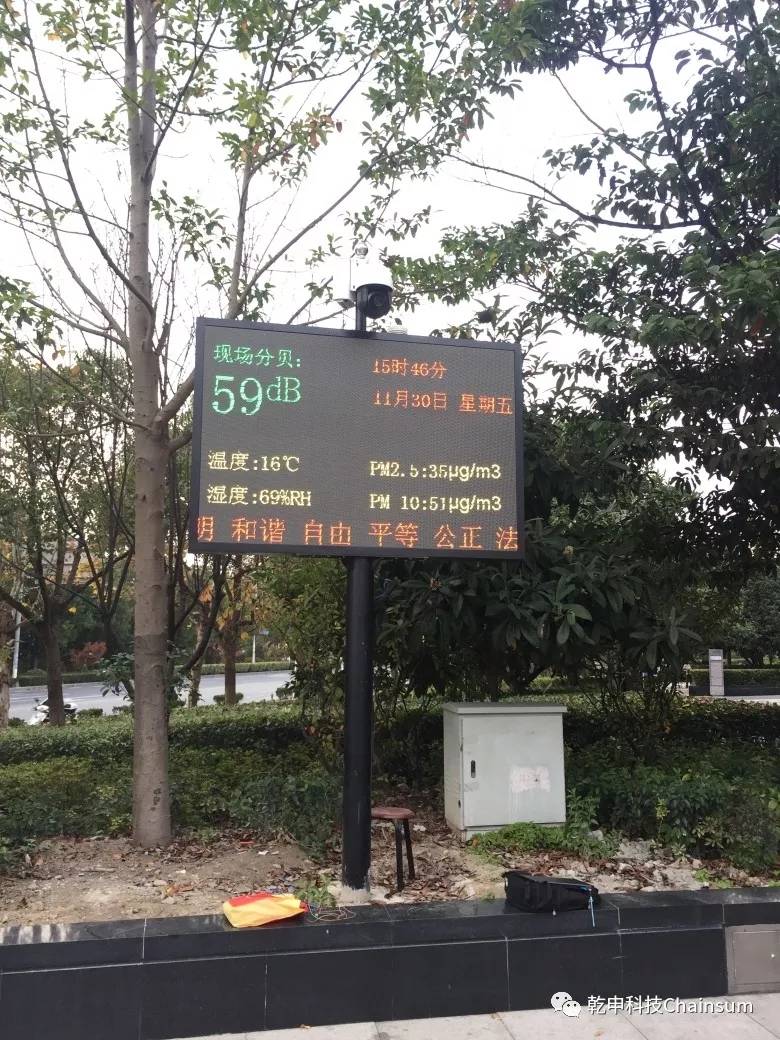 现场分贝:
59dB
15时46分
11月30日 星期五
温度:16℃
湿度:69%RH
PM2.5:35μg/m3
PM 10:51μg/m3
明 和谐 自由 平等 公正 法
乾申科技Chainsum